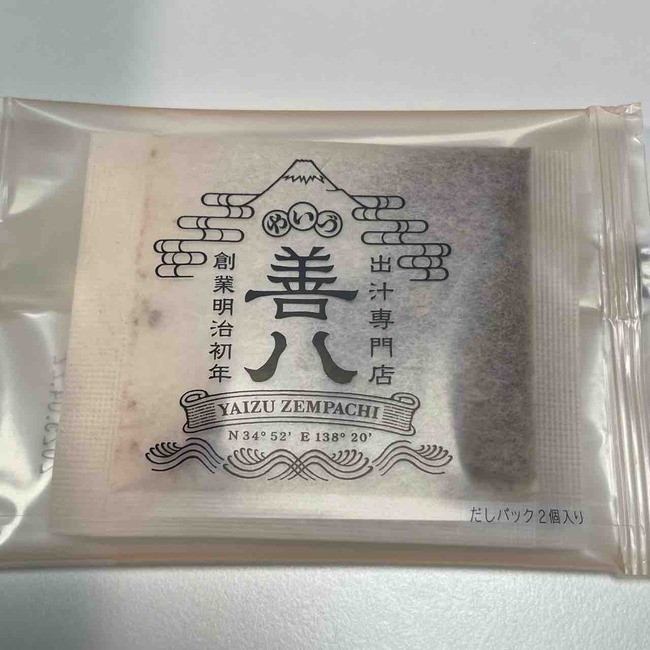 やいづ
善八
出汁専門店
創業明治初年
YAIZU ZEMPACHI
N 34° 52' E 138° 20'
だしパック2個入り